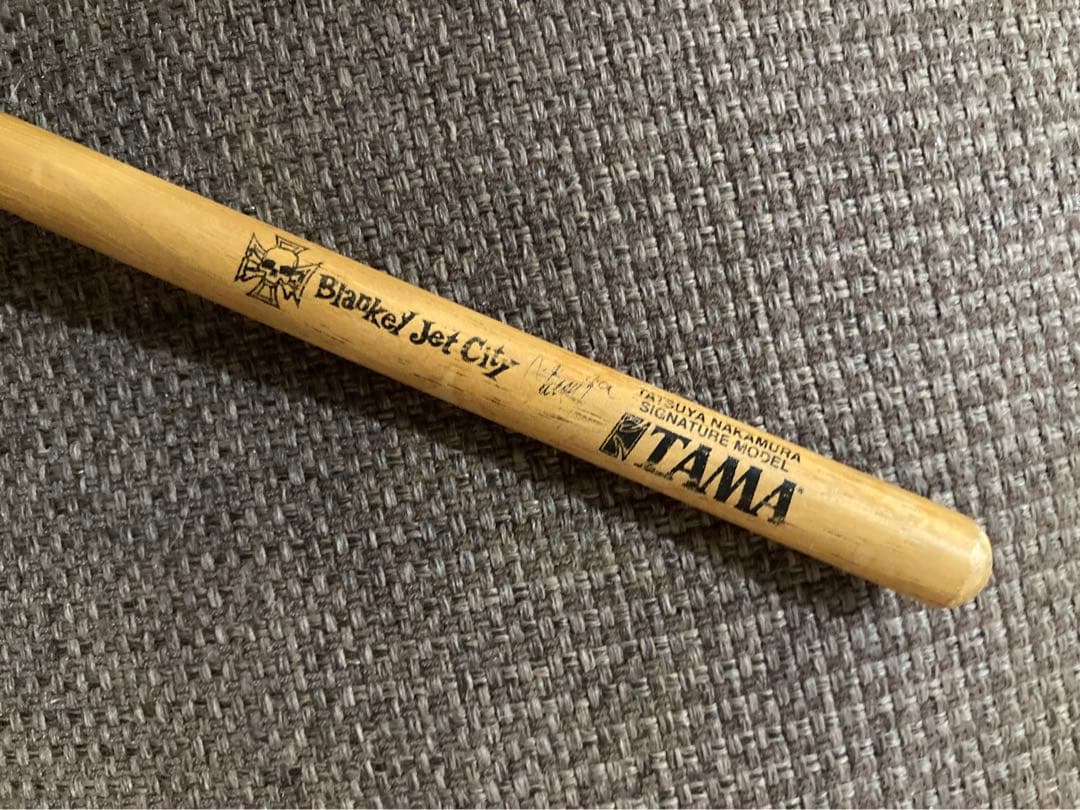 Blankey Jet City
TATSUYA NAKAMURA
SIGNATURE MODEL
TAMA